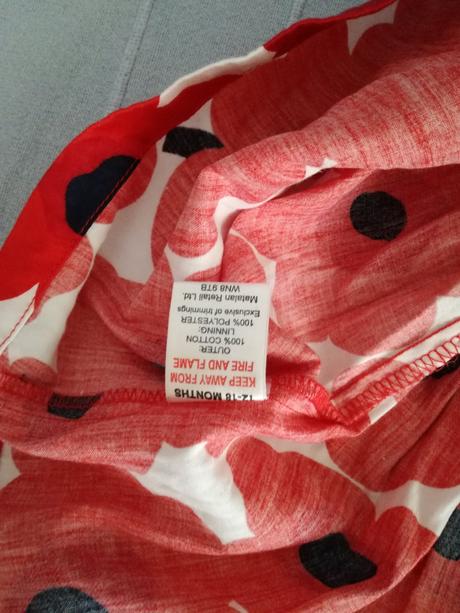 12-18 MONTHS
KEEP AWAY FROM
FIRE AND FLAME
OUTER:
100% COTTON
LINNING:
100% POLYESTER
Exclusive of trimmings
Matalan Retail Ltd.
WN8 9TB